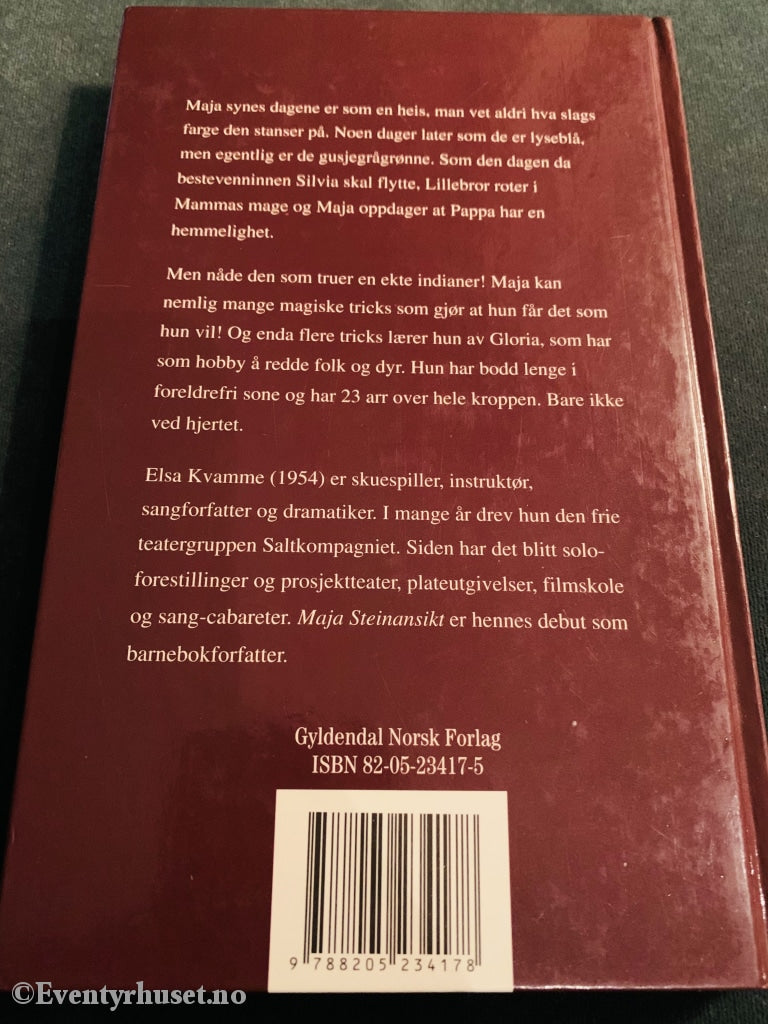 Maja synes dagene er som en heis, man vet aldri hva slags
farge den stanser på. Noen dager later som de er lyseblå,
men egentlig er de gusjegrågrønne. Som den dagen da
bestevenninnen Silvia skal flytte, Lillebror roter i
Mammas mage og Maja oppdager at Pappa har en
hemmelighet.
Men nåde den som truer en ekte indianer! Maja kan
nemlig mange magiske tricks som gjør at hun får det som
hun vil! Og enda flere tricks lærer hun av Gloria, som har
som hobby å redde folk og dyr. Hun har bodd lenge i
foreldrefri sone og har 23 arr over hele kroppen. Bare ikke
ved hjertet.
Elsa Kvamme (1954) er skuespiller, instruktør,
sangforfatter og dramatiker. I mange år drev hun den frie
teatergruppen Saltkompagniet. Siden har det blitt solo-
forestillinger og prosjektteater, plateutgivelser, filmskole
og sang-cabareter. Maja Steinansikt er hennes debut som
barnebokforfatter.
Gyldendal Norsk Forlag
ISBN 82-05-23417-5
9 788205 234178
©Eventyrhuset.no